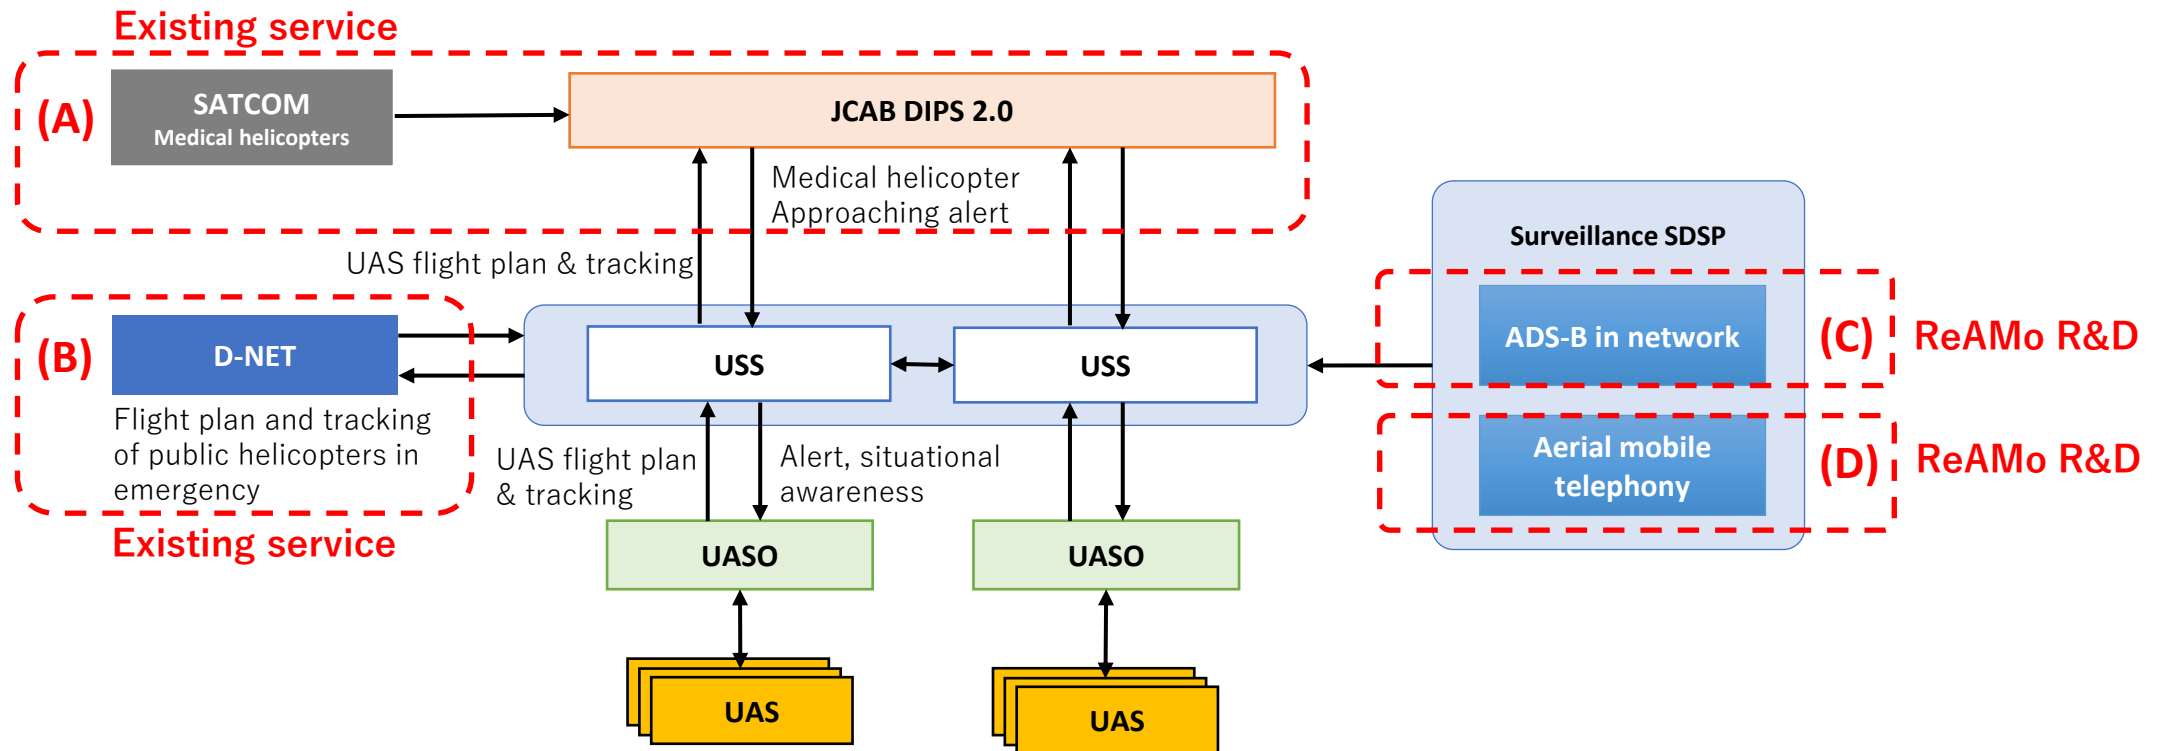 Existing service
(A)
SATCOM
Medical helicopters
JCAB DIPS 2.0
Medical helicopter
Approaching alert
UAS flight plan & tracking
Surveillance SDSP
(B)
D-NET
Flight plan and tracking
of public helicopters in
emergency
Existing service
USS
USS
ADS-B in network
(C)
ReAMo R&D
Aerial mobile
telephony
(D)
ReAMo R&D
UAS flight plan
& tracking
Alert, situational
awareness
UASO
UASO
UAS
UAS